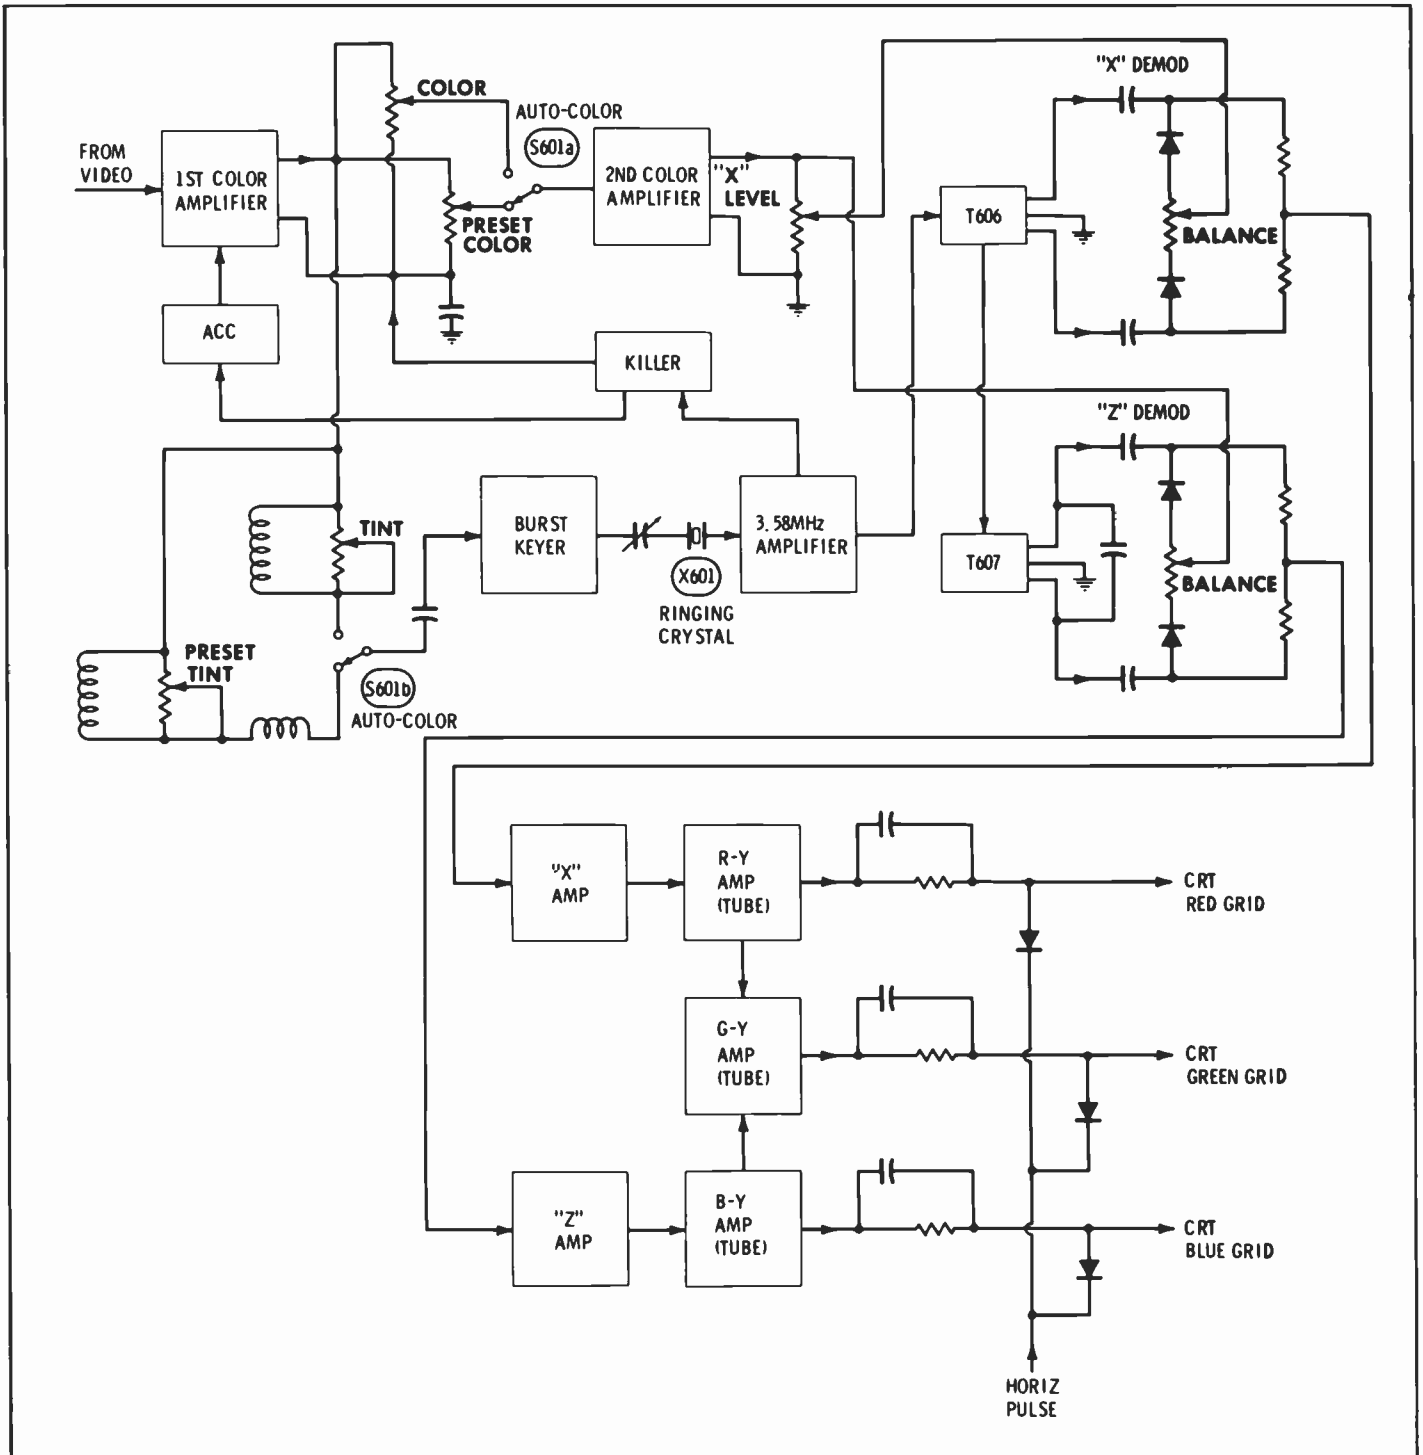 "X" DEMOD
COLOR
AUTO-COLOR
S601a
FROM
VIDEO
1ST COLOR
AMPLIFIER
2ND COLOR
AMPLIFIER
"X"
LEVEL
PRESET
COLOR
T606
BALANCE
ACC
KILLER
"Z" DEMOD
TINT
BURST
KEYER
3.58MHz
AMPLIFIER
X601
RINGING
CRYSTAL
T607
BALANCE
PRESET
TINT
S601b
AUTO-COLOR
"X"
AMP
R-Y
AMP
(TUBE)
CRT
RED GRID
G-Y
AMP
(TUBE)
CRT
GREEN GRID
"Z"
AMP
B-Y
AMP
(TUBE)
CRT
BLUE GRID
HORIZ
PULSE